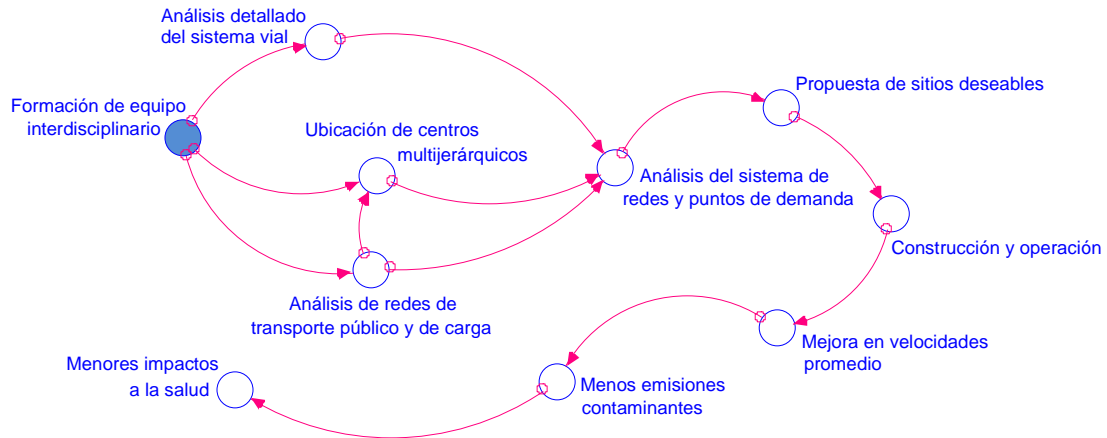 Análisis detallado
del sistema vial
Formación de equipo
interdisciplinario
Ubicación de centros
multijerárquicos
Análisis de redes de
transporte público y de carga
Análisis del sistema de
redes y puntos de demanda
Propuesta de sitios deseables
Construcción y operación
Mejora en velocidades
promedio
Menos emisiones
contaminantes
Menores impactos
a la salud